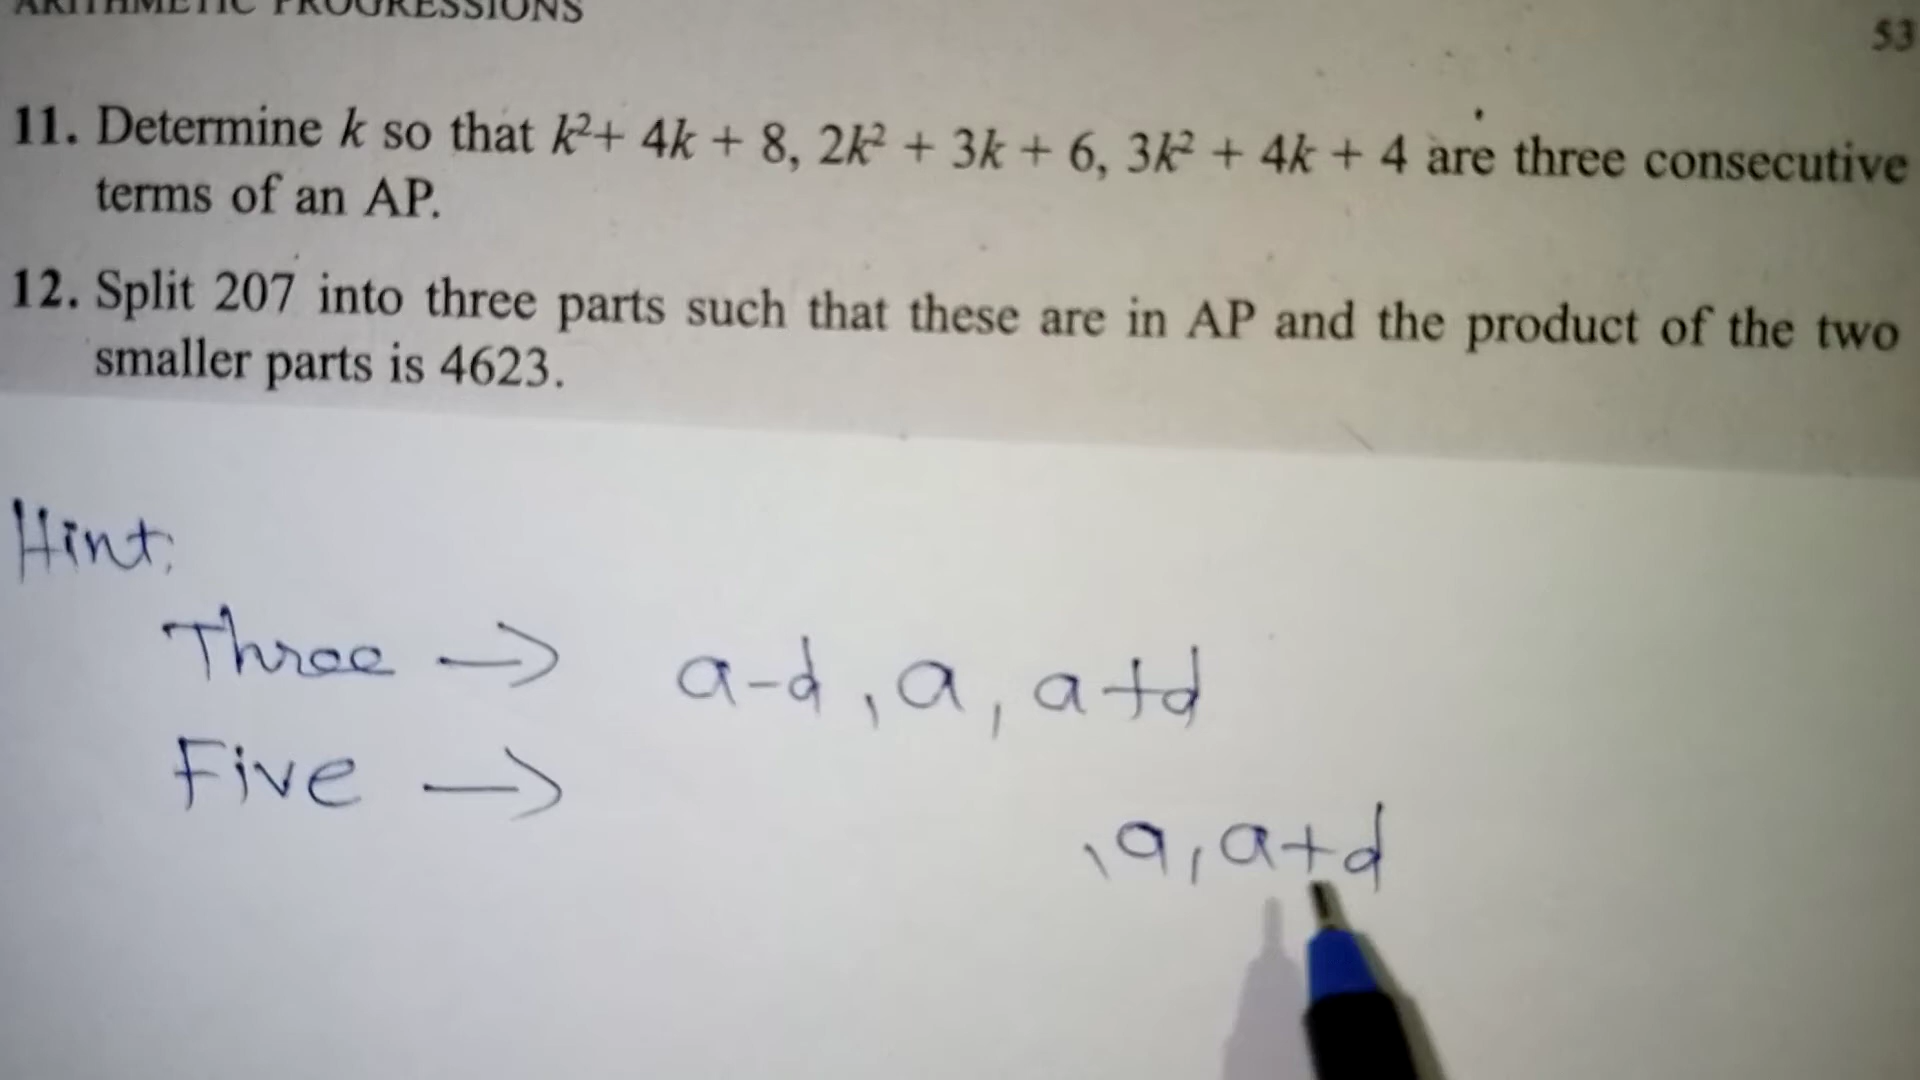 ARITHMETIC PROGRESSIONS
53
11. Determine k so that k²+ 4k + 8, 2k² + 3k + 6, 3k² + 4k + 4 are three consecutive
terms of an AP.
12. Split 207 into three parts such that these are in AP and the product of the two
smaller parts is 4623.
Hint:
Three → a-d, a, a+d
Five →
, a, a+d